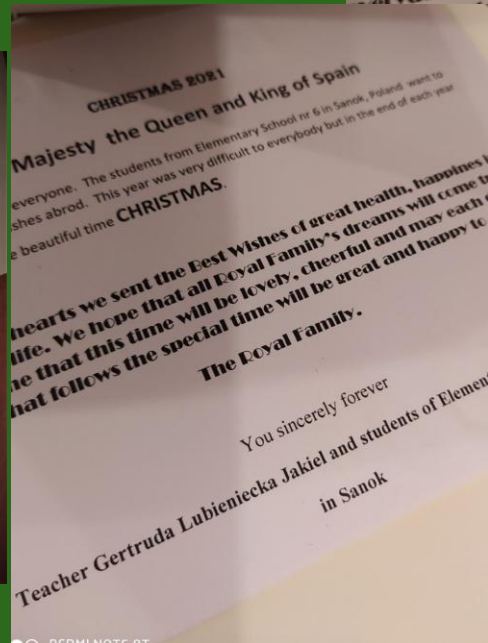 CHRISTMAS 2021
Majesty the Queen and King of Spain
everyone. The students from Elementary School nr 6 in Sanok, Poland want to
shes abrod. This year was very difficult to everybody but in the end of each year
beautiful time CHRISTMAS.
hearts we sent the Best Wishes of great health, happines
life. We hope that all Royal Family's dreams will come
that this time will be lovely, cheerful and may each
hat follows the special time will be great and happy to
The Royal Family.
You sincerely forever
Teacher Gertruda Lubieniecka Jakiel and students of Elemen
in Sanok
REDMI NOTE 8T